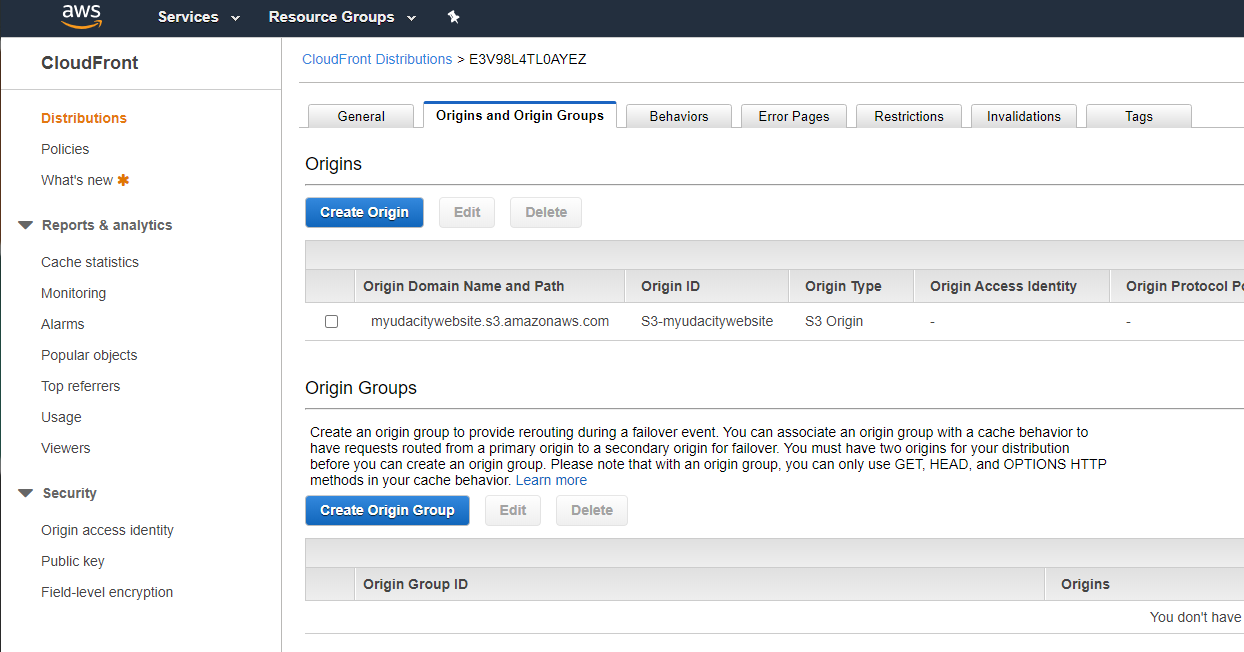 aws Services Resource Groups
CloudFront
CloudFront Distributions > E3V98L4TL0AYEZ
Distributions
Policies
What's new
Reports & analytics
Cache statistics
Monitoring
Alarms
Popular objects
Top referrers
Usage
Viewers
Security
Origin access identity
Public key
Field-level encryption
General Origins and Origin Groups Behaviors Error Pages Restrictions Invalidations Tags
Origins
Create Origin Edit Delete
Origin Domain Name and Path Origin ID Origin Type Origin Access Identity Origin Protocol Po
myudacitywebsite.s3.amazonaws.com S3-myudacitywebsite S3 Origin - -
Origin Groups
Create an origin group to provide rerouting during a failover event. You can associate an origin group with a cache behavior to
have requests routed from a primary origin to a secondary origin for failover. You must have two origins for your distribution
before you can create an origin group. Please note that with an origin group, you can only use GET, HEAD, and OPTIONS HTTP
methods in your cache behavior. Learn more
Create Origin Group Edit Delete
Origin Group ID Origins
You don't have